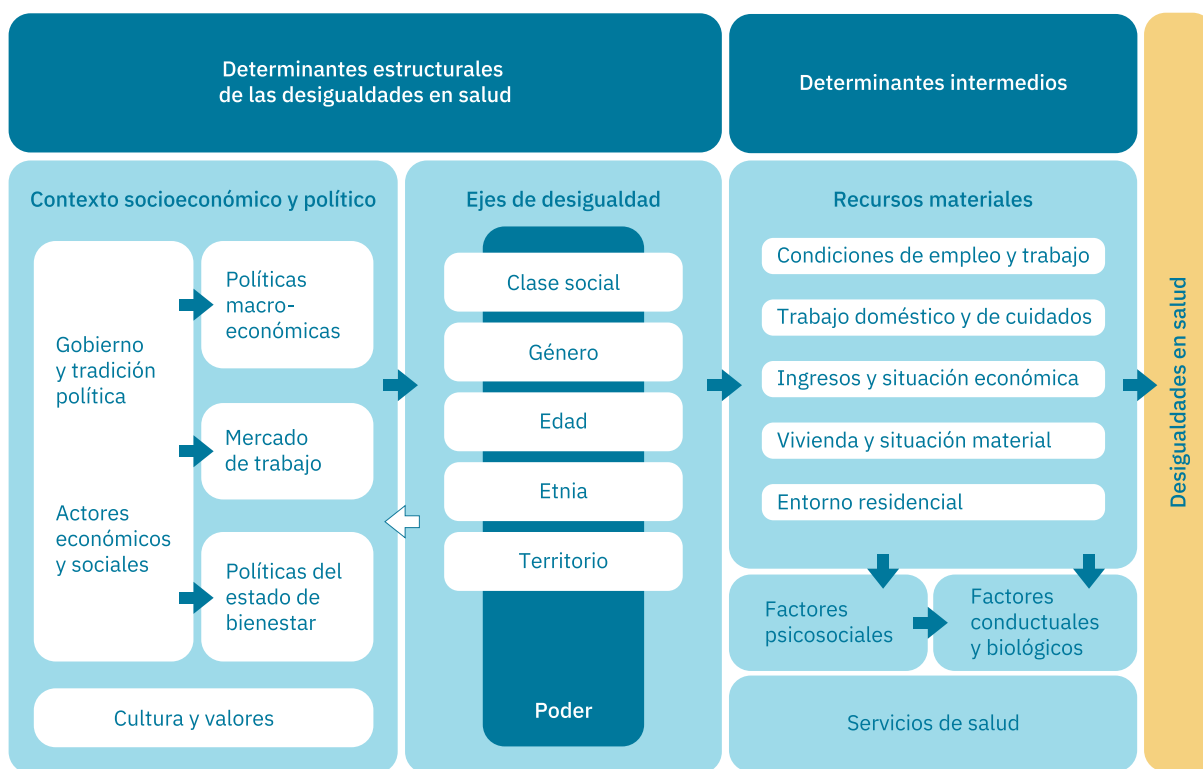 Determinantes estructurales
de las desigualdades en salud
Determinantes intermedios
Contexto socioeconómico y político
Gobierno
y tradición
política
Actores
económicos
y sociales
Políticas
macro-
económicas
Mercado
de trabajo
Políticas del
estado de
bienestar
Cultura y valores
Ejes de desigualdad
Clase social
Género
Edad
Etnia
Territorio
Poder
Recursos materiales
Condiciones de empleo y trabajo
Trabajo doméstico y de cuidados
Ingresos y situación económica
Vivienda y situación material
Entorno residencial
Factores
psicosociales
Factores
conductuales
y biológicos
Servicios de salud
Desigualdades en salud